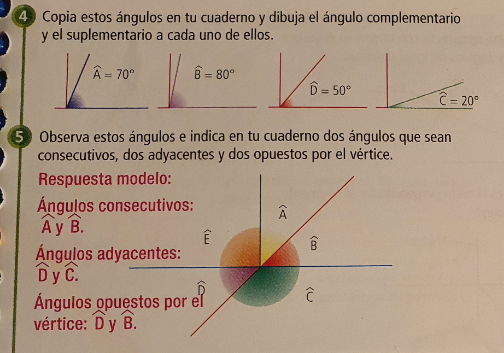 4 Copia estos ángulos en tu cuaderno y dibuja el ángulo complementario
y el suplementario a cada uno de ellos.
Â = 70° B̂ = 80° D̂ = 50° Ĉ = 20°
5 Observa estos ángulos e indica en tu cuaderno dos ángulos que sean
consecutivos, dos adyacentes y dos opuestos por el vértice.
Respuesta modelo:
Ángulos consecutivos:
Â y B̂.
Ángulos adyacentes:
D̂ y Ĉ.
Ángulos opuestos por el
vértice: D̂ y B̂.
Â
Ê
B̂
D̂
Ĉ